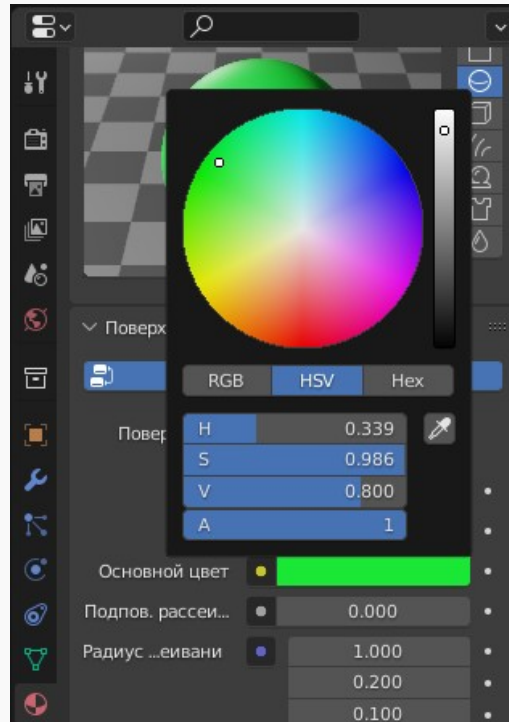 Поверх
RGB HSV Hex
H 0.339
Повер
S 0.986
V 0.800
A 1
Основной цвет
Подпов. рассеи... 0.000
Радиус ...еивани 1.000
0.200
0.100